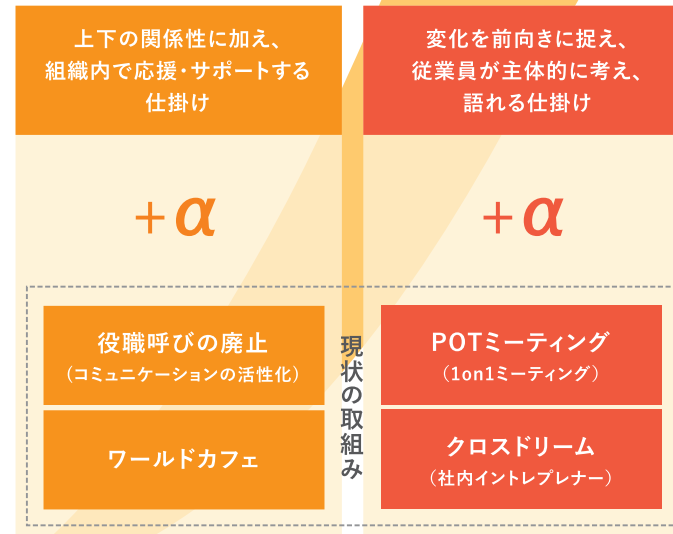 上下の関係性に加え、
組織内で応援・サポートする
仕掛け
変化を前向きに捉え、
従業員が主体的に考え、
語れる仕掛け
+α
+α
役職呼びの廃止
（コミュニケーションの活性化）
ワールドカフェ
現状の取組み
POTミーティング
（1on1ミーティング）
クロスドリーム
（社内イントレプレナー）